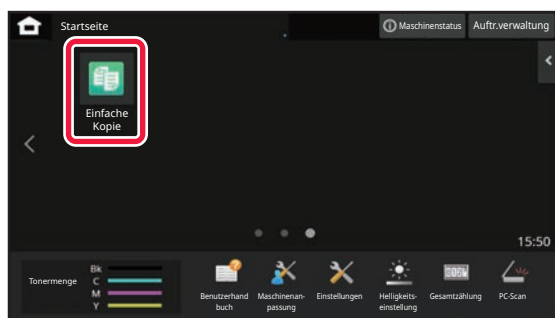 Startseite
Maschinenstatus
Auftr.verwaltung
Einfache
Kopie
15:50
Tonermenge
Bk
C
M
Y
Benutzerhand
buch
Maschinenan-
passung
Einstellungen
Helligkeits-
einstellung
Gesamtzählung
PC-Scan